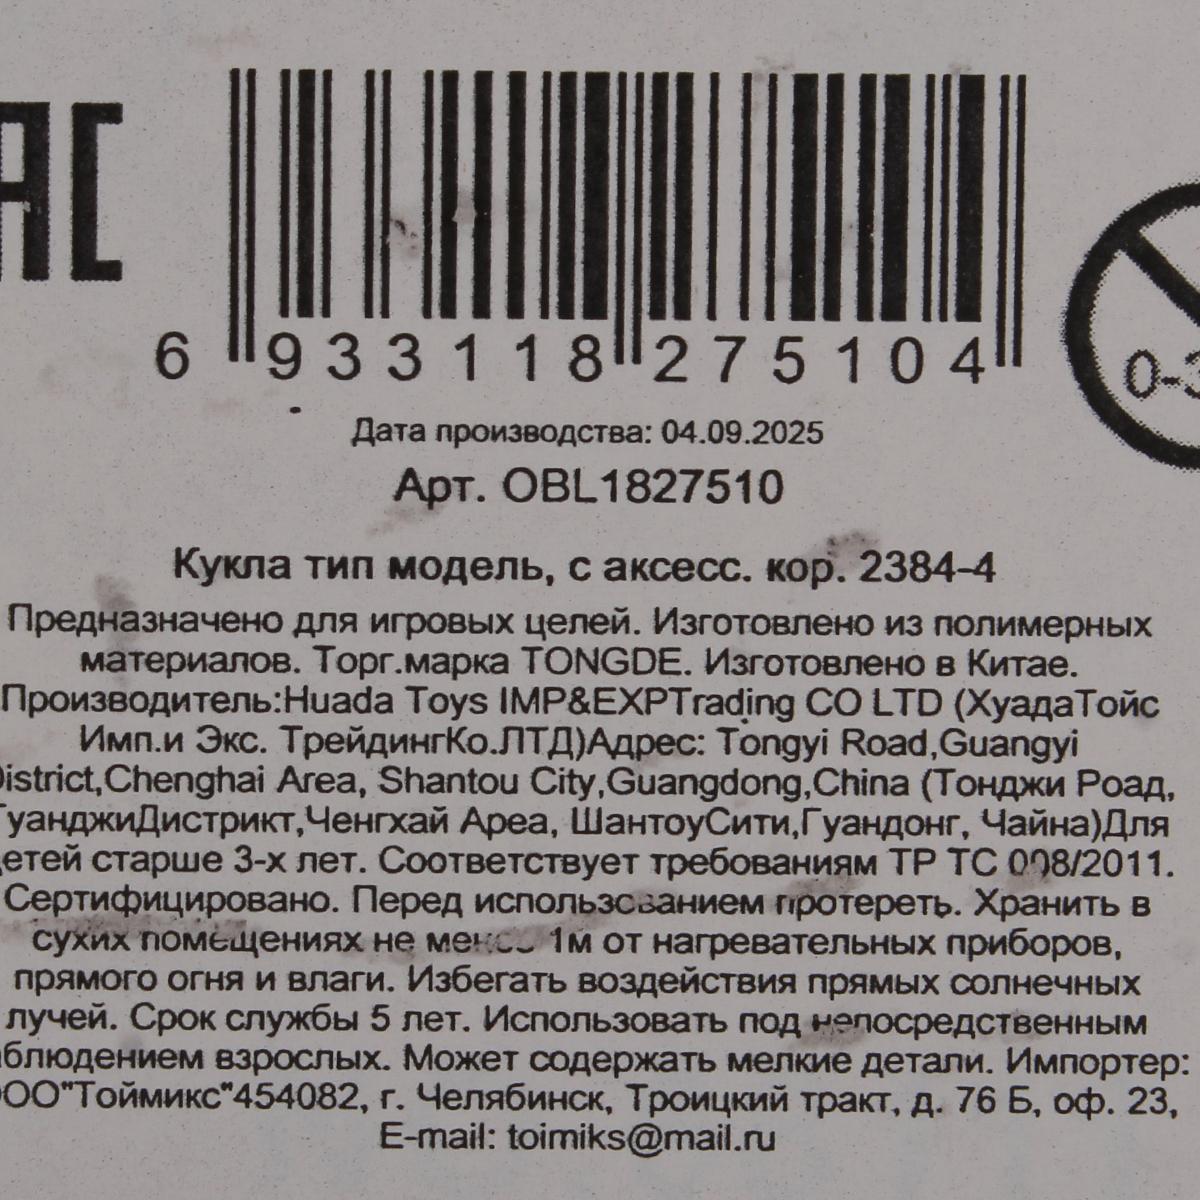 ЕАС
6 933118 275104
0-3
Дата производства: 04.09.2025
Арт. OBL1827510
Кукла тип модель, с аксесс. кор. 2384-4
Предназначено для игровых целей. Изготовлено из полимерных
материалов. Торг.марка TONGDE. Изготовлено в Китае.
Производитель:Huada Toys IMP&EXPTrading CO LTD (ХуадаТойс
Имп.и Экс. ТрейдингКо.ЛТД)Адрес: Tongyi Road,Guangyi
District,Chenghai Area, Shantou City,Guangdong,China (Тонджи Роад,
ГуанджиДистрикт,Ченгхай Ареа, ШантоуСити,Гуандонг, Чайна)Для
детей старше 3-х лет. Соответствует требованиям ТР ТС 008/2011.
Сертифицировано. Перед использованием протереть. Хранить в
сухих помещениях не менее 1м от нагревательных приборов,
прямого огня и влаги. Избегать воздействия прямых солнечных
лучей. Срок службы 5 лет. Использовать под непосредственным
наблюдением взрослых. Может содержать мелкие детали. Импортер:
ООО"Тоймикс"454082, г. Челябинск, Троицкий тракт, д. 76 Б, оф. 23,
E-mail: toimiks@mail.ru